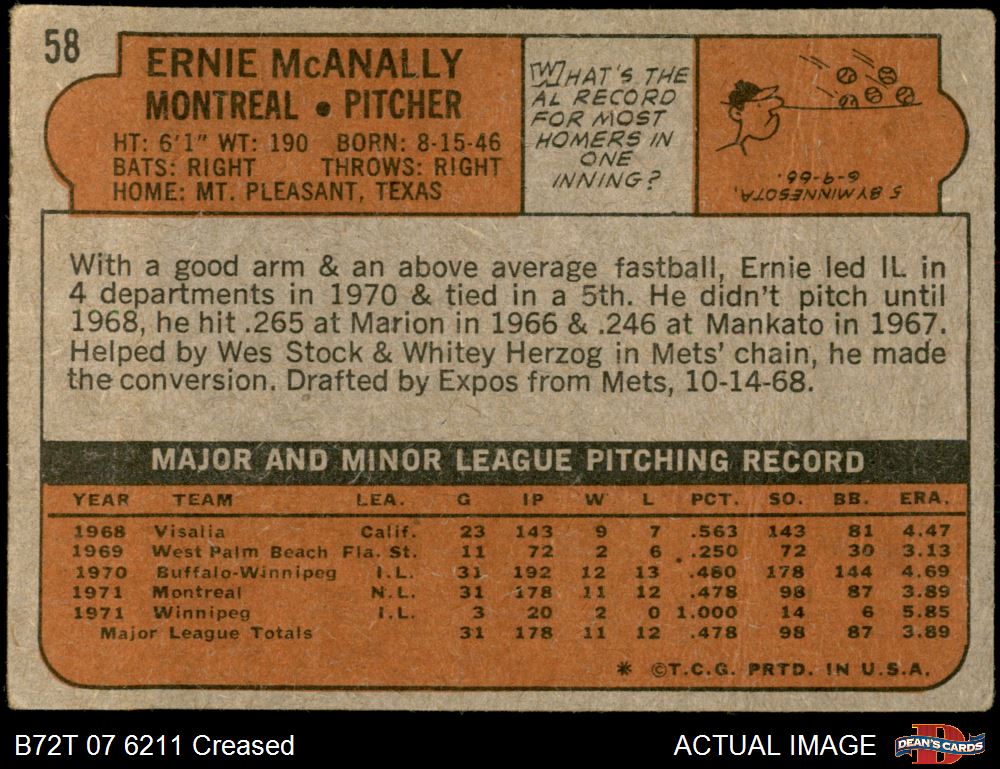 58
ERNIE McANALLY
MONTREAL • PITCHER
HT: 6'1" WT: 190 BORN: 8-15-46
BATS: RIGHT THROWS: RIGHT
HOME: MT. PLEASANT, TEXAS
WHAT'S THE
AL RECORD
FOR MOST
HOMERS IN
ONE
INNING?
5 BY MINNESOTA,
6-9-66.
With a good arm & an above average fastball, Ernie led IL in
4 departments in 1970 & tied in a 5th. He didn't pitch until
1968, he hit .265 at Marion in 1966 & .246 at Mankato in 1967.
Helped by Wes Stock & Whitey Herzog in Mets' chain, he made
the conversion. Drafted by Expos from Mets, 10-14-68.
MAJOR AND MINOR LEAGUE PITCHING RECORD
YEAR TEAM LEA. G IP W L PCT. SO. BB. ERA.
1968 Visalia Calif. 23 143 9 7 .563 143 81 4.47
1969 West Palm Beach Fla. St. 11 72 2 6 .250 72 30 3.13
1970 Buffalo-Winnipeg I.L. 31 192 12 13 .480 178 144 4.69
1971 Montreal N.L. 31 178 11 12 .478 98 87 3.89
1971 Winnipeg I.L. 3 20 2 0 1.000 14 6 5.85
Major League Totals 31 178 11 12 .478 98 87 3.89
* ©T.C.G. PRTD. IN U.S.A.
B72T 07 6211 Creased
ACTUAL IMAGE
DEAN'S CARDS